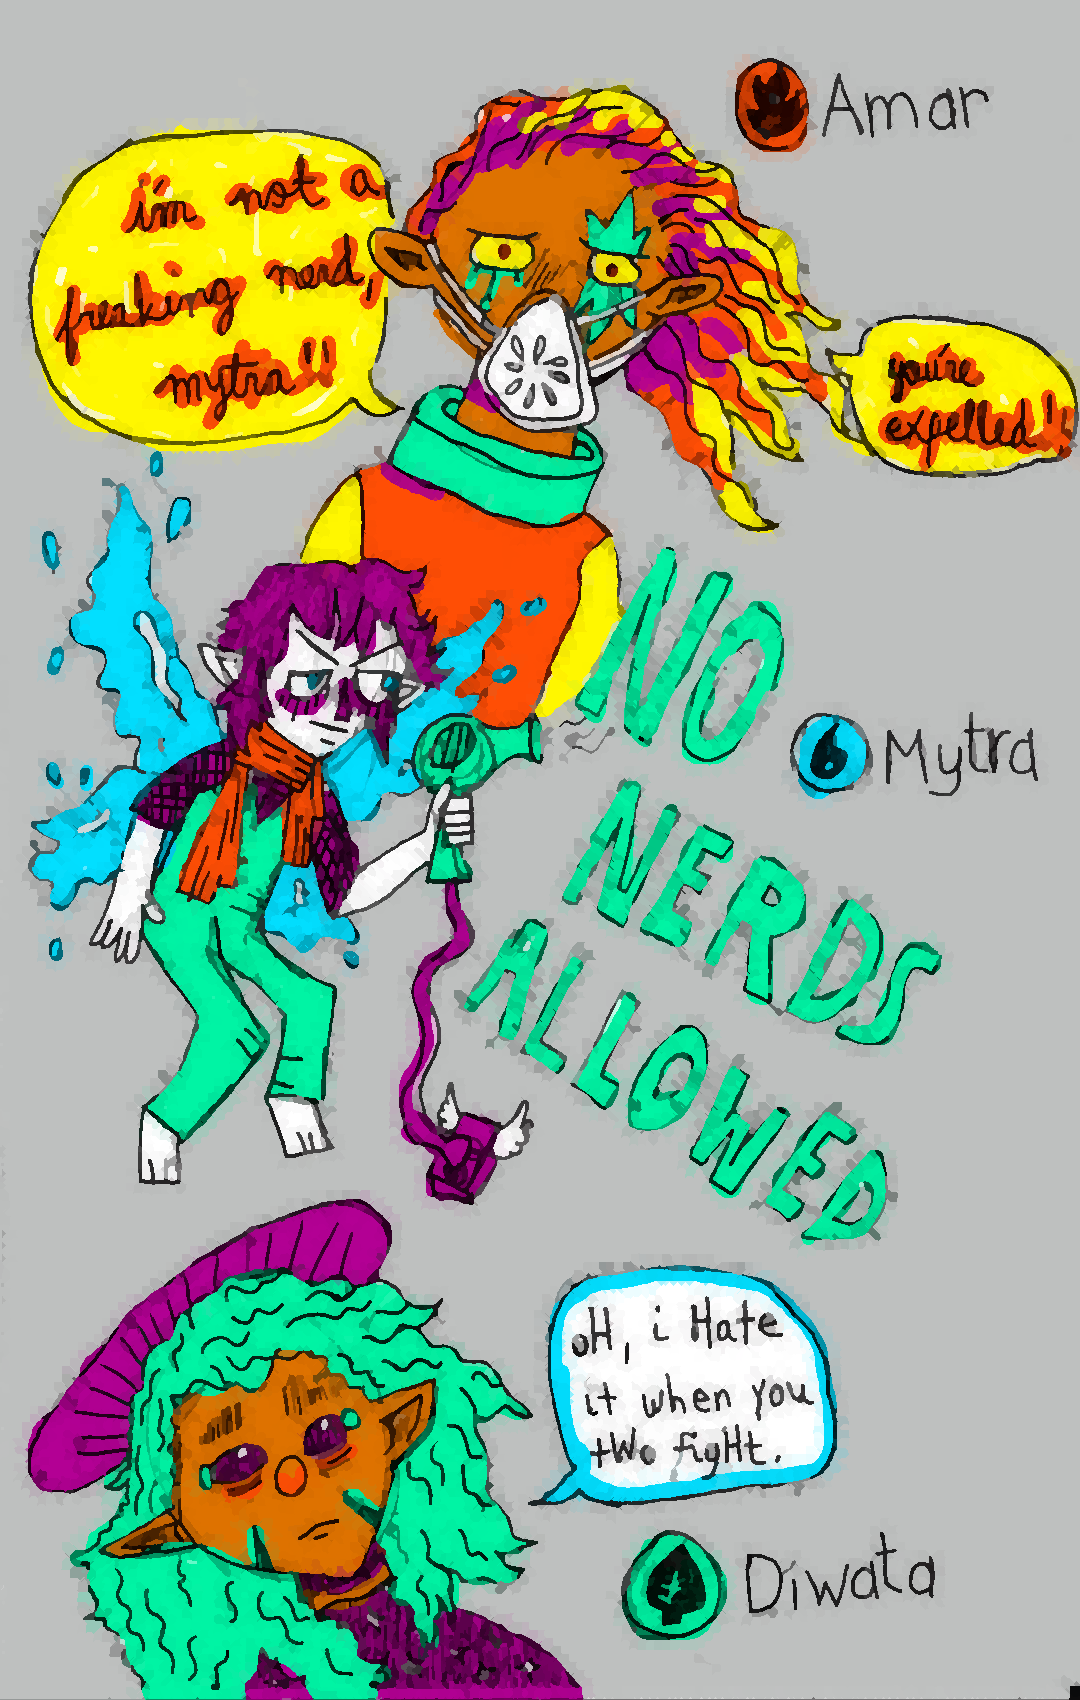 Amar
i'm not a
freaking nerd,
mytra!!
you're
expelled!!
NO
NERDS
ALLOWED
Mytra
oH, i Hate
it when you
tWo figHt.
Diwata